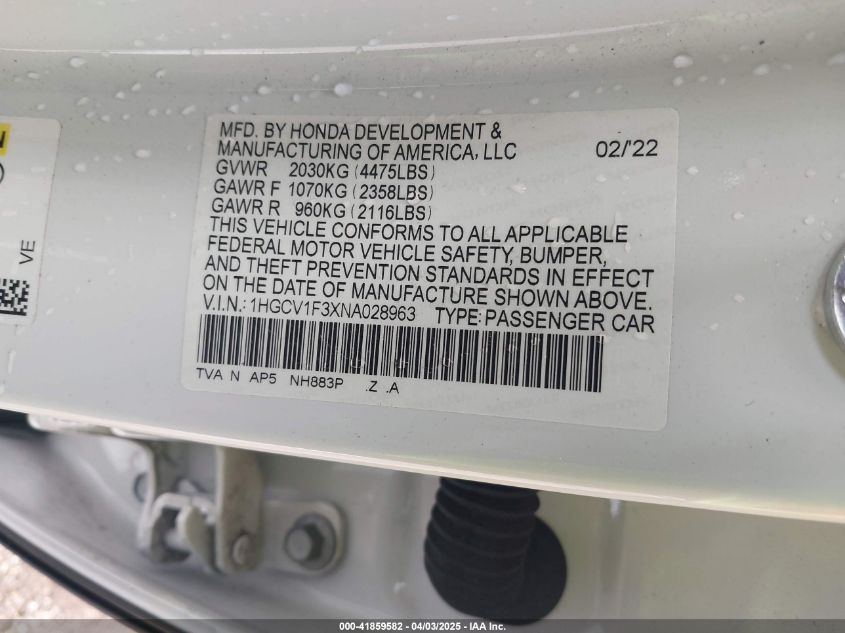 MFD. BY HONDA DEVELOPMENT &
MANUFACTURING OF AMERICA, LLC 02/'22
GVWR 2030KG (4475LBS)
GAWR F 1070KG (2358LBS)
GAWR R 960KG (2116LBS)
THIS VEHICLE CONFORMS TO ALL APPLICABLE
FEDERAL MOTOR VEHICLE SAFETY, BUMPER,
AND THEFT PREVENTION STANDARDS IN EFFECT
ON THE DATE OF MANUFACTURE SHOWN ABOVE.
V.I.N.: 1HGCV1F3XNA028963 TYPE: PASSENGER CAR
TVA N AP5 NH883P .Z .A
VE
000-41859582 - 04/03/2025 - IAA Inc.